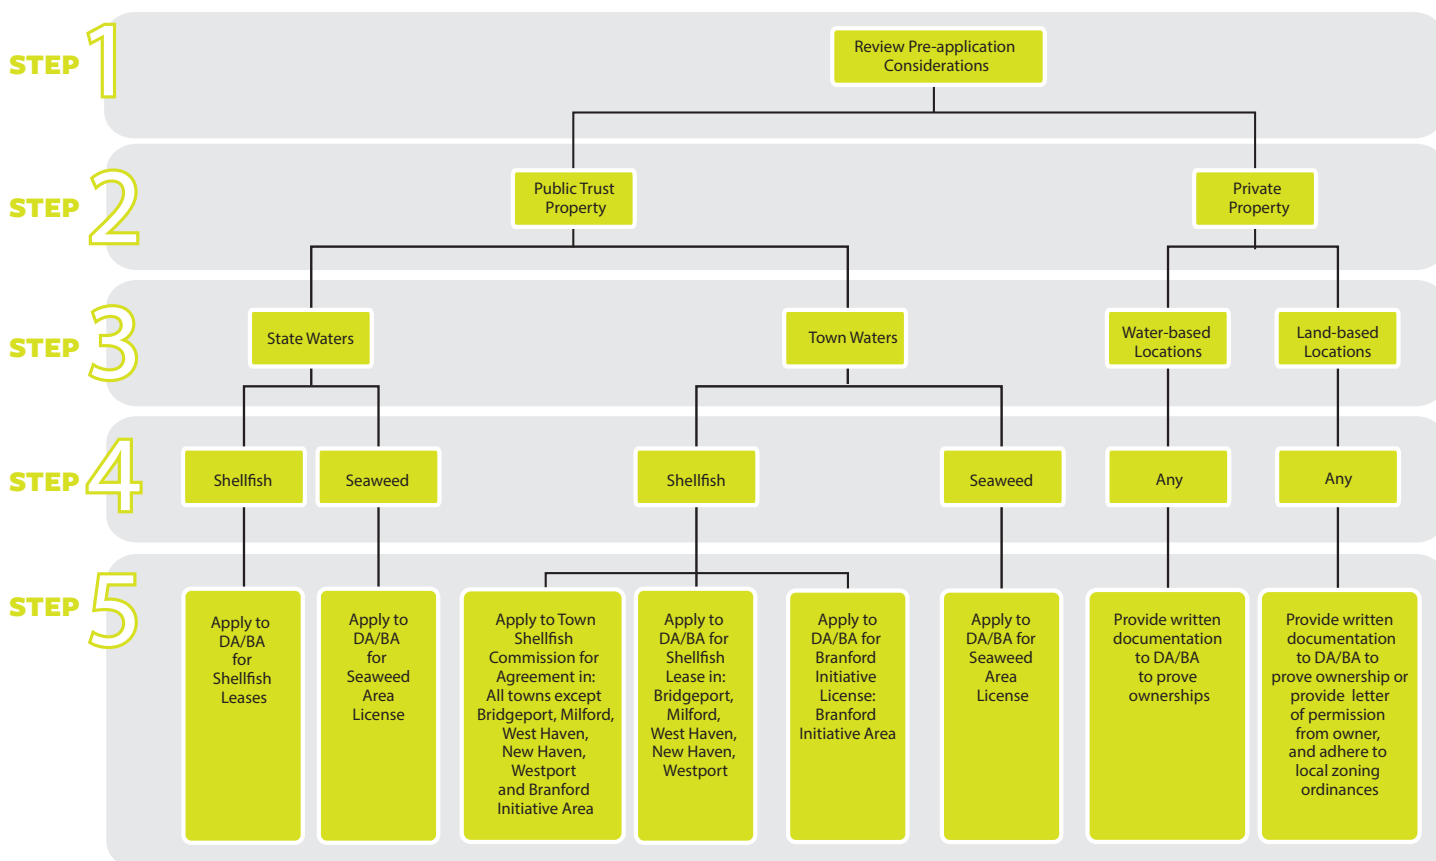 STEP 1
Review Pre-application
Considerations
STEP 2
Public Trust
Property
Private
Property
STEP 3
State Waters
Town Waters
Water-based
Locations
Land-based
Locations
STEP 4
Shellfish
Seaweed
Shellfish
Seaweed
Any
Any
STEP 5
Apply to
DA/BA
for
Shellfish
Leases
Apply to
DA/BA
for
Seaweed
Area
License
Apply to Town
Shellfish
Commission for
Agreement in:
All towns except
Bridgeport, Milford,
West Haven,
New Haven,
Westport
and Branford
Initiative Area
Apply to
DA/BA for
Shellfish
Lease in:
Bridgeport,
Milford,
West Haven,
New Haven,
Westport
Apply to
DA/BA for
Branford
Initiative
License:
Branford
Initiative Area
Apply to
DA/BA for
Seaweed
Area
License
Provide written
documentation
to DA/BA
to prove
ownerships
Provide written
documentation
to DA/BA to
prove ownership or
provide letter
of permission
from owner,
and adhere to
local zoning
ordinances